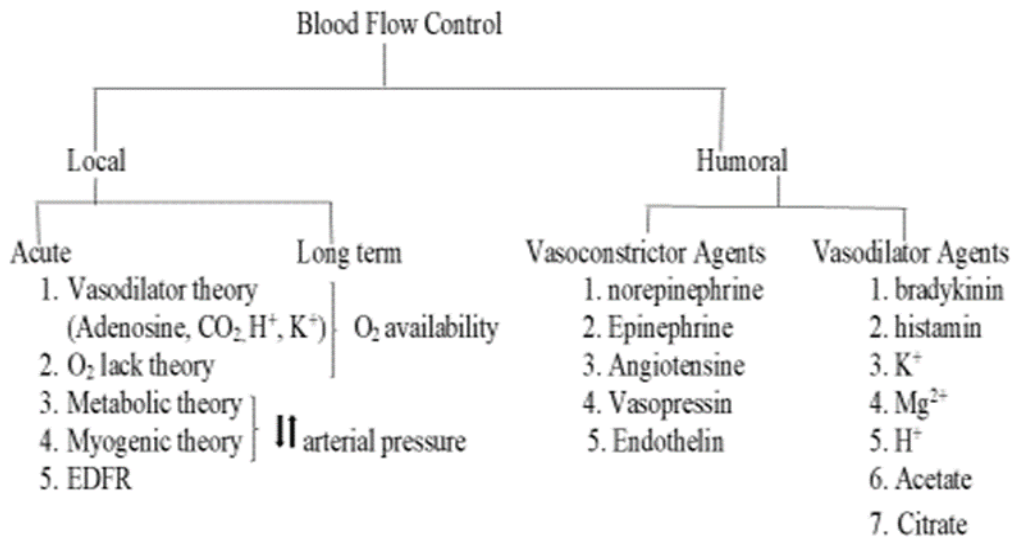 Blood Flow Control
Local
Humoral
Acute
Long term
1. Vasodilator theory
(Adenosine, CO₂ H⁺, K⁺)
2. O₂ lack theory
O₂ availability
3. Metabolic theory
4. Myogenic theory
⬆⬇ arterial pressure
5. EDFR
Vasoconstrictor Agents
1. norepinephrine
2. Epinephrine
3. Angiotensine
4. Vasopressin
5. Endothelin
Vasodilator Agents
1. bradykinin
2. histamin
3. K⁺
4. Mg²⁺
5. H⁺
6. Acetate
7. Citrate